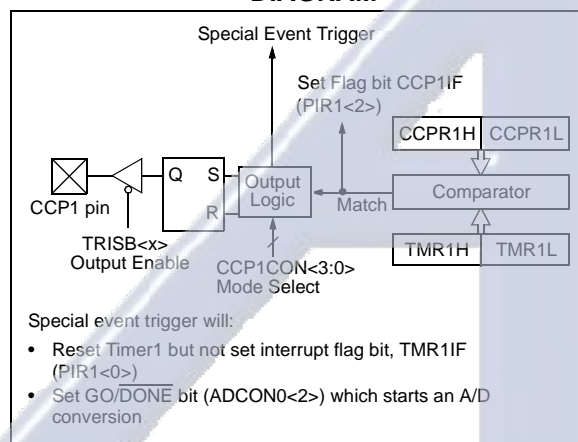 Special Event Trigger
Set Flag bit CCP1IF
(PIR1<2>)
CCPR1H CCPR1L
Q S Output
Logic
R
Match
Comparator
CCP1 pin
TRISB<x>
Output Enable
CCP1CON<3:0>
Mode Select
TMR1H TMR1L
Special event trigger will:
• Reset Timer1 but not set interrupt flag bit, TMR1IF
(PIR1<0>)
• Set GO/DONE bit (ADCON0<2>) which starts an A/D
conversion